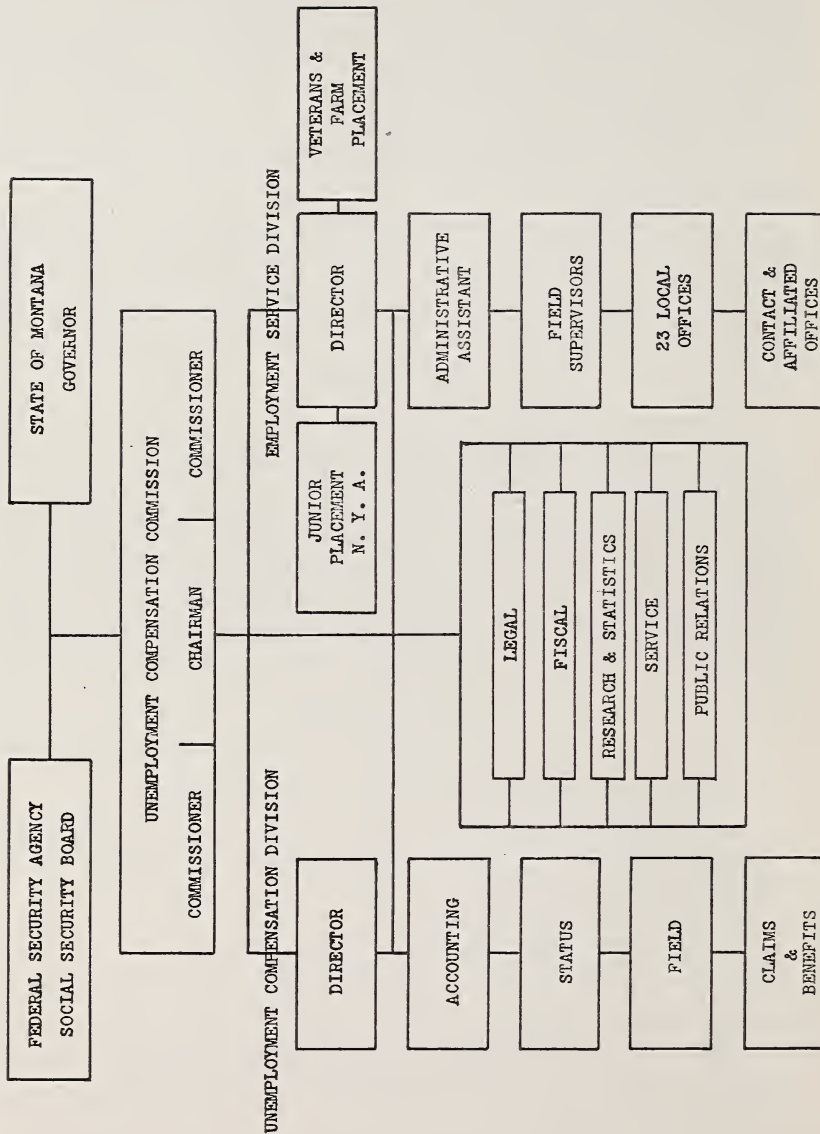 FEDERAL SECURITY AGENCY
SOCIAL SECURITY BOARD
STATE OF MONTANA
GOVERNOR
UNEMPLOYMENT COMPENSATION COMMISSION
COMMISSIONER
CHAIRMAN
COMMISSIONER
UNEMPLOYMENT COMPENSATION DIVISION
EMPLOYMENT SERVICE DIVISION
DIRECTOR
JUNIOR
PLACEMENT
N. Y. A.
DIRECTOR
VETERANS &
FARM
PLACEMENT
ACCOUNTING
STATUS
FIELD
CLAIMS
&
BENEFITS
LEGAL
FISCAL
RESEARCH & STATISTICS
SERVICE
PUBLIC RELATIONS
ADMINISTRATIVE
ASSISTANT
FIELD
SUPERVISORS
23 LOCAL
OFFICES
CONTACT &
AFFILIATED
OFFICES